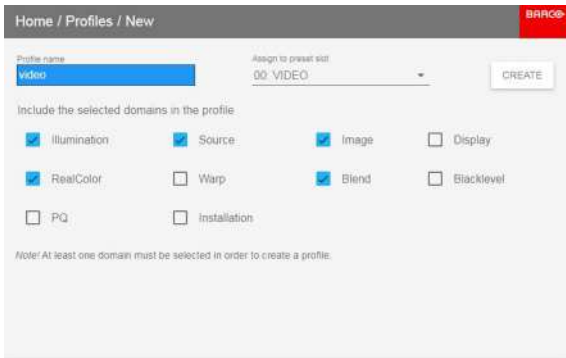 Home / Profiles / New
BARCO
Profile name
Assign to preset slot
video
00 VIDEO
CREATE
Include the selected domains in the profile
Illumination
Source
Image
Display
RealColor
Warp
Blend
Blacklevel
PQ
Installation
Note! At least one domain must be selected in order to create a profile.